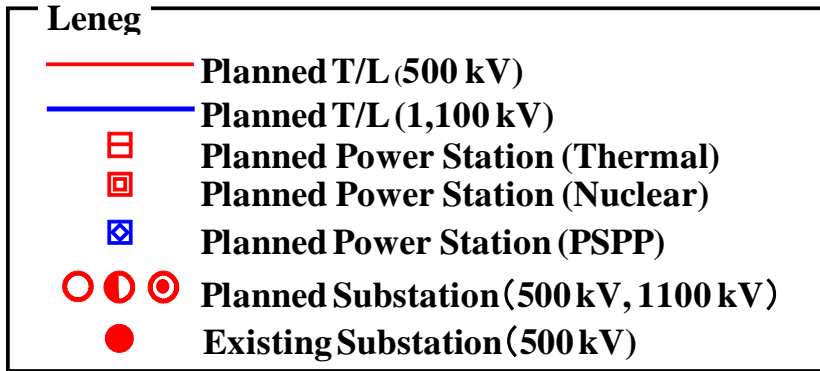 Leneg
Planned T/L (500 kV)
Planned T/L (1,100 kV)
Planned Power Station (Thermal)
Planned Power Station (Nuclear)
Planned Power Station (PSPP)
Planned Substation（500 kV, 1100 kV）
Existing Substation（500 kV)